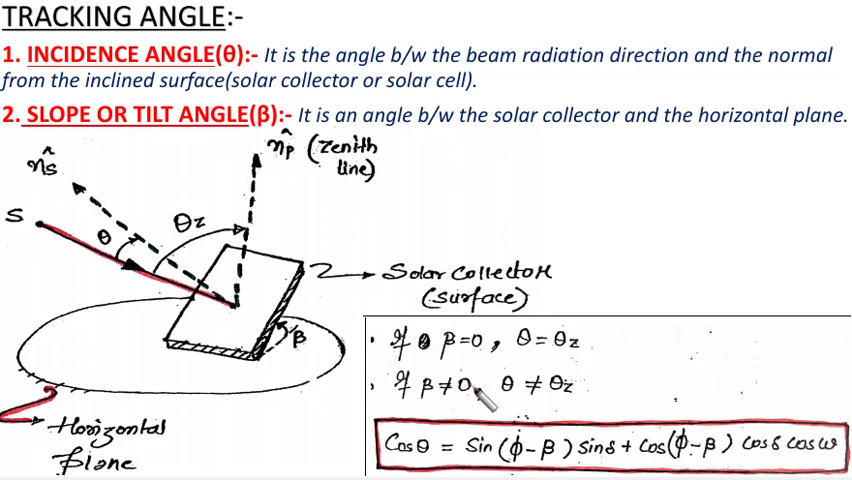 TRACKING ANGLE:-
1. INCIDENCE ANGLE(θ):- It is the angle b/w the beam radiation direction and the normal
from the inclined surface(solar collector or solar cell).
2. SLOPE OR TILT ANGLE(β):- It is an angle b/w the solar collector and the horizontal plane.
n̂s
n̂p (Zenith
line)
S
θ
θz
Solar Collector
(surface)
β
Horizontal
plane
• If β=0, θ=θz
• If β≠0, θ≠θz
Cosθ = Sin(ϕ-β) Sinδ + Cos(ϕ-β) Cosδ Cosω